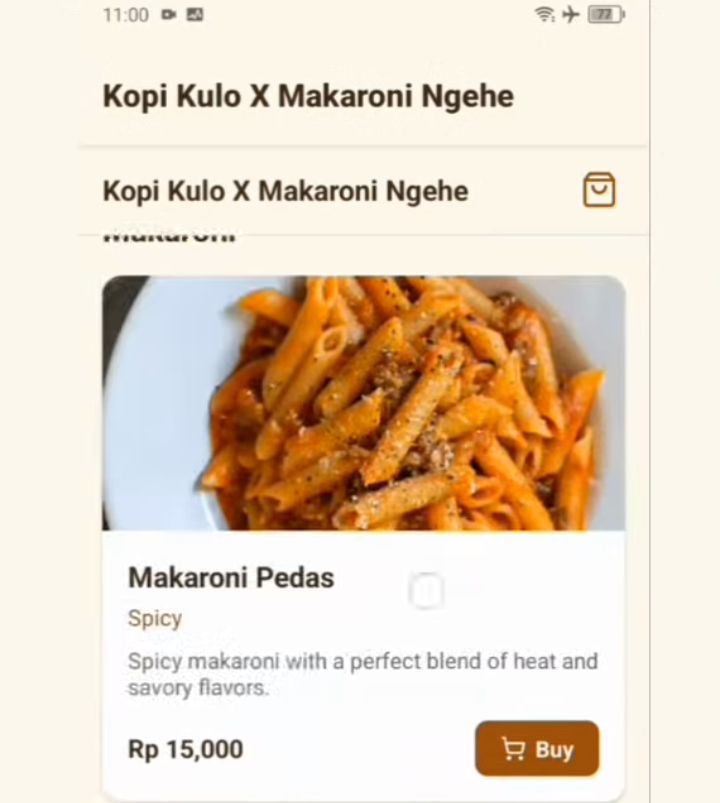 11:00
77
Kopi Kulo X Makaroni Ngehe
Kopi Kulo X Makaroni Ngehe
Makaroni Pedas
Spicy
Spicy makaroni with a perfect blend of heat and
savory flavors.
Rp 15,000
Buy